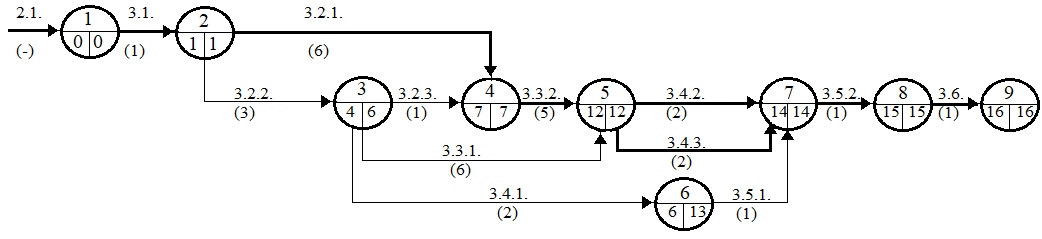 2.1. 3.1. 3.2.1.
1 2
0 0 1 1
(-) (1) (6)
3.2.2. 3 3.2.3. 4 3.3.2. 5 3.4.2. 7 3.5.2. 8 3.6. 9
(3) 4 6 (1) 7 7 (5) 12 12 (2) 14 14 (1) 15 15 (1) 16 16
3.3.1. 3.4.3.
(6) (2)
3.4.1. 6 3.5.1.
(2) 6 13 (1)